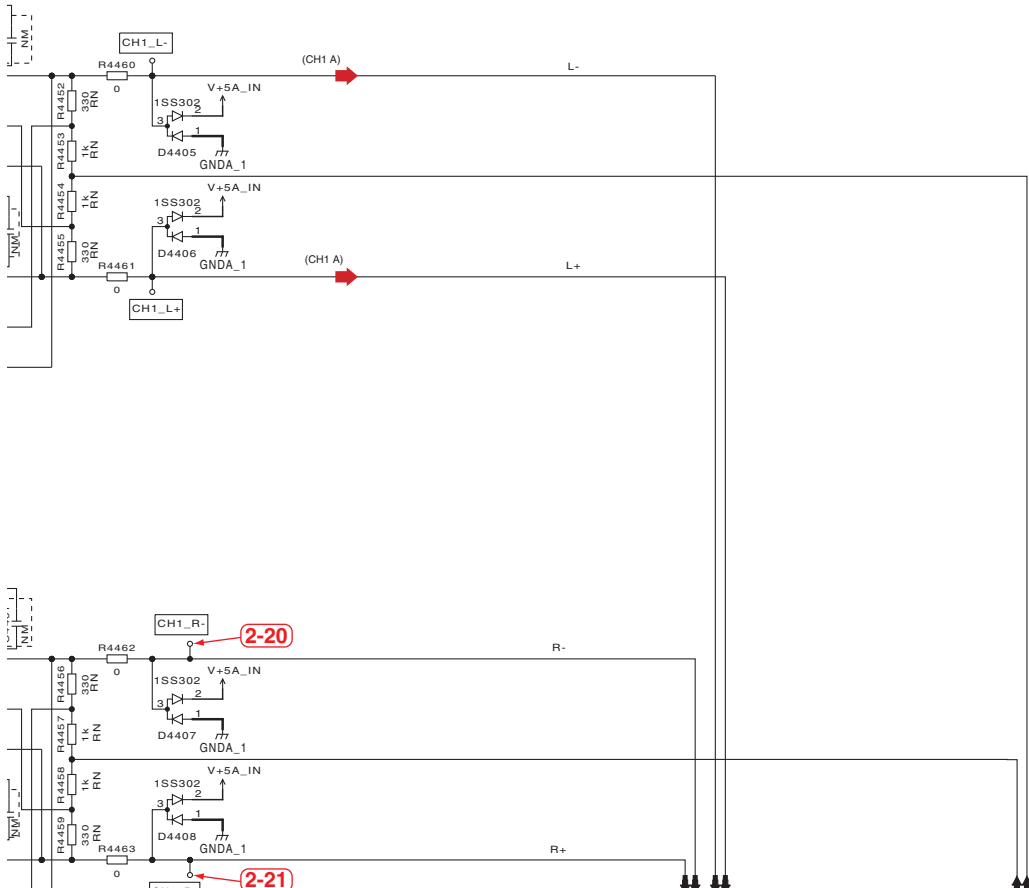 NM
CH1_L-
R4460
0
(CH1 A)
L-
R4452
330
RN
V+5A_IN
1SS302
2
3
1
D4405
GNDA_1
R4453
1k
RN
R4454
1k
RN
V+5A_IN
1SS302
2
3
1
D4406
GNDA_1
NM
R4455
330
RN
R4461
0
(CH1 A)
L+
CH1_L+
NM
CH1_R-
2-20
R4462
0
R-
R4456
330
RN
V+5A_IN
1SS302
2
3
1
D4407
GNDA_1
R4457
1k
RN
R4458
1k
RN
V+5A_IN
1SS302
2
3
1
D4408
GNDA_1
NM
R4459
330
RN
R4463
0
R+
2-21